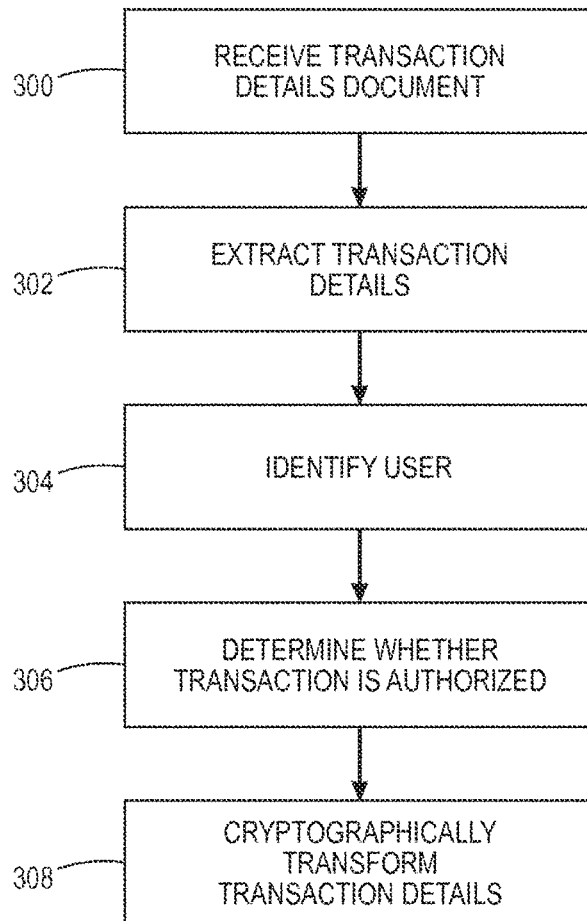 300
RECEIVE TRANSACTION
DETAILS DOCUMENT
302
EXTRACT TRANSACTION
DETAILS
304
IDENTIFY USER
306
DETERMINE WHETHER
TRANSACTION IS AUTHORIZED
308
CRYPTOGRAPHICALLY
TRANSFORM
TRANSACTION DETAILS